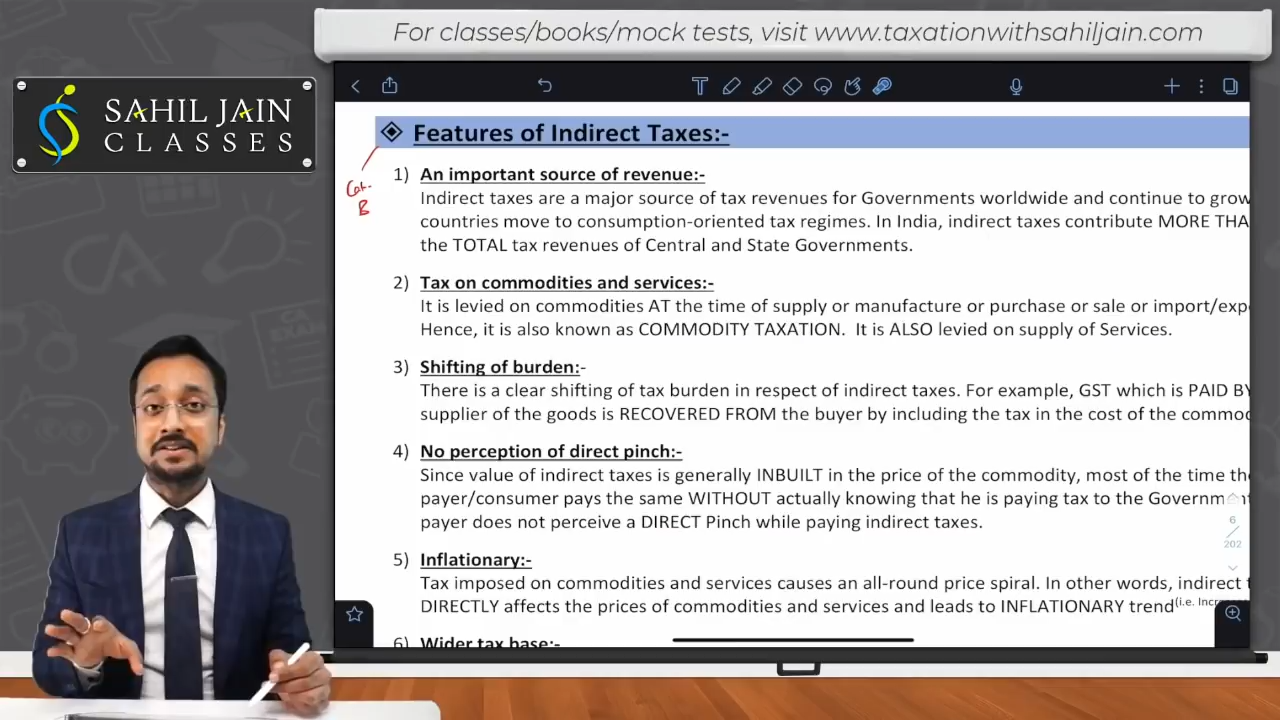 For classes/books/mock tests, visit www.taxationwithsahiljain.com
SAHIL JAIN
CLASSES
Features of Indirect Taxes:-
Cat.
B
1) An important source of revenue:-
Indirect taxes are a major source of tax revenues for Governments worldwide and continue to grow
countries move to consumption-oriented tax regimes. In India, indirect taxes contribute MORE THA
the TOTAL tax revenues of Central and State Governments.
2) Tax on commodities and services:-
It is levied on commodities AT the time of supply or manufacture or purchase or sale or import/exp
Hence, it is also known as COMMODITY TAXATION. It is ALSO levied on supply of Services.
3) Shifting of burden:-
There is a clear shifting of tax burden in respect of indirect taxes. For example, GST which is PAID BY
supplier of the goods is RECOVERED FROM the buyer by including the tax in the cost of the commod
4) No perception of direct pinch:-
Since value of indirect taxes is generally INBUILT in the price of the commodity, most of the time the
payer/consumer pays the same WITHOUT actually knowing that he is paying tax to the Government
payer does not perceive a DIRECT Pinch while paying indirect taxes.
5) Inflationary:-
Tax imposed on commodities and services causes an all-round price spiral. In other words, indirect t
DIRECTLY affects the prices of commodities and services and leads to INFLATIONARY trend (i.e.
6) Wider tax base:-
6
/
202
T
CA